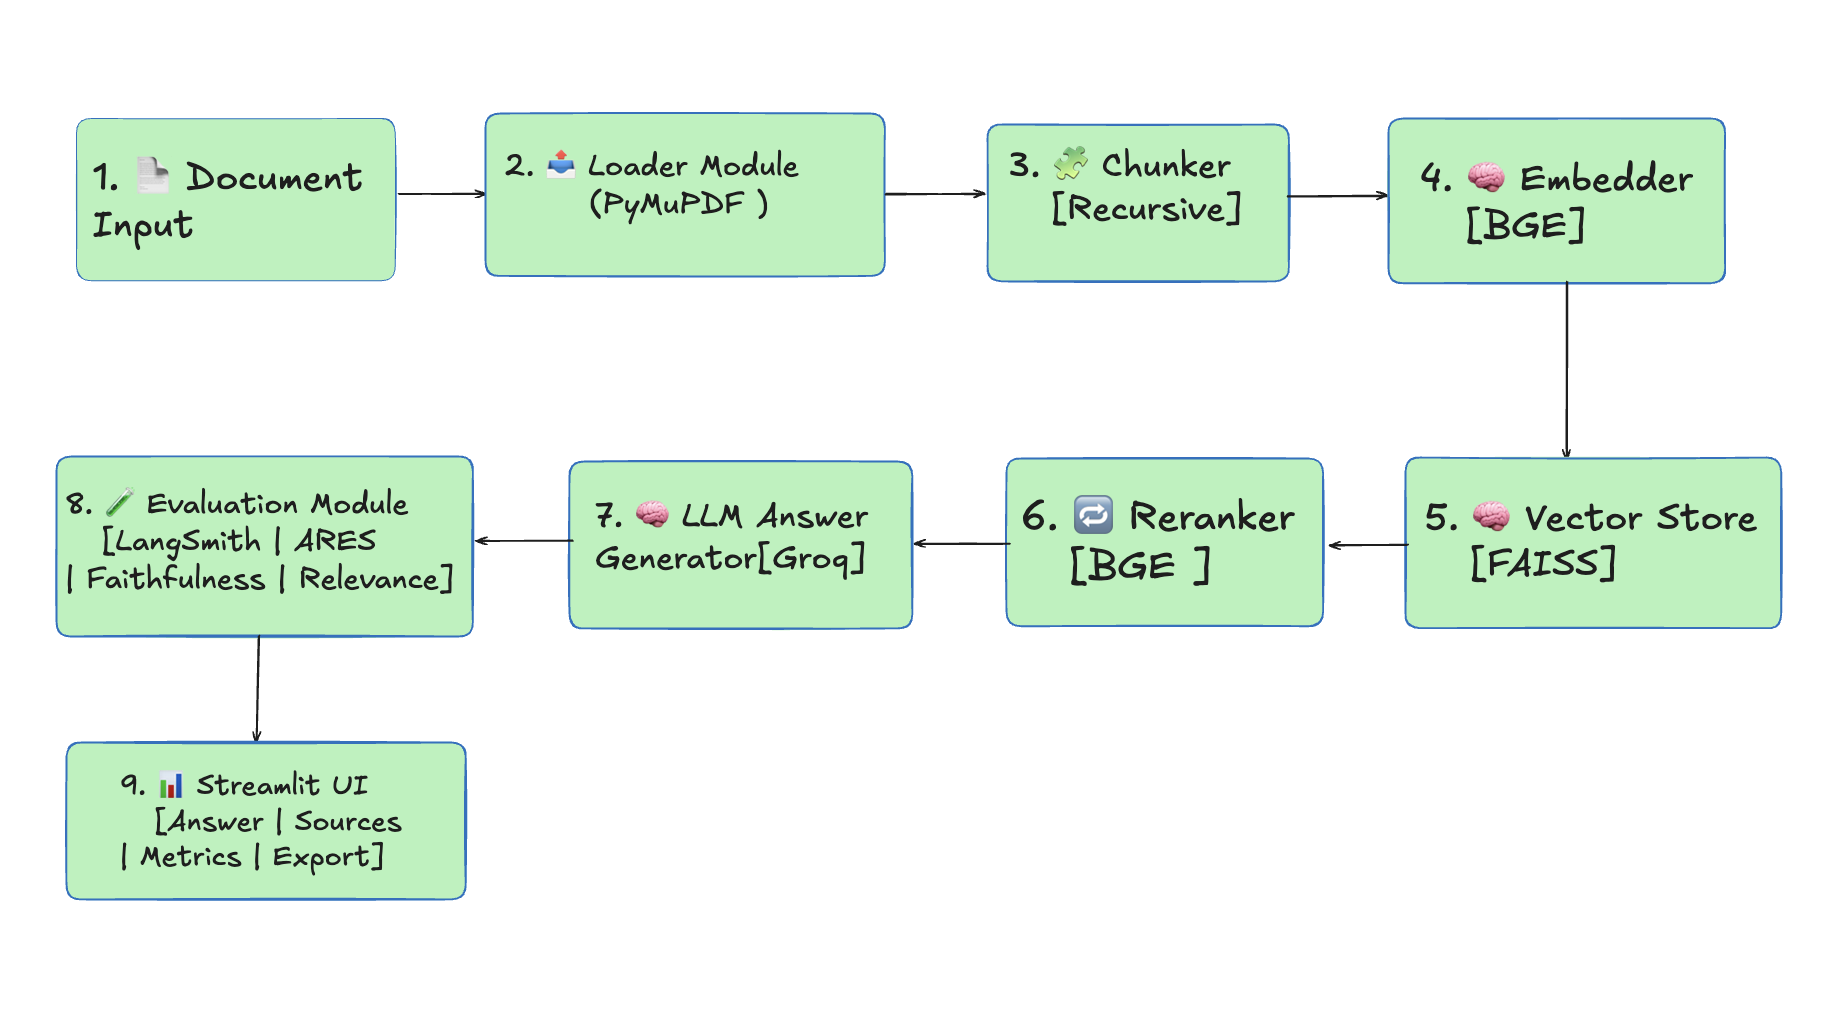 1. 📄 Document
Input
2. 📤 Loader Module
(PyMuPDF )
3. 🧩 Chunker
[Recursive]
4. 🧠 Embedder
[BGE]
5. 🧠 Vector Store
[FAISS]
6. 🔁 Reranker
[BGE ]
7. 🧠 LLM Answer
Generator[Groq]
8. 🧪 Evaluation Module
[LangSmith | ARES
| Faithfulness | Relevance]
9. 📊 Streamlit UI
[Answer | Sources
| Metrics | Export]